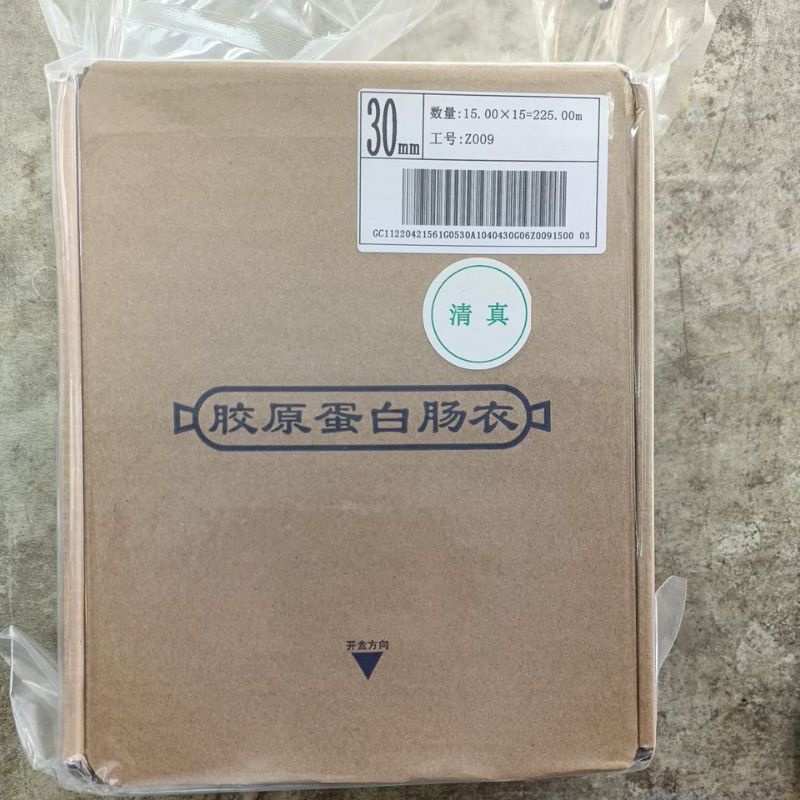 30mm
数量:15.00×15=225.00m
工号:Z009
GC11220421561G0530A1040430G06Z0091500 03
清 真
胶原蛋白肠衣
开盒方向